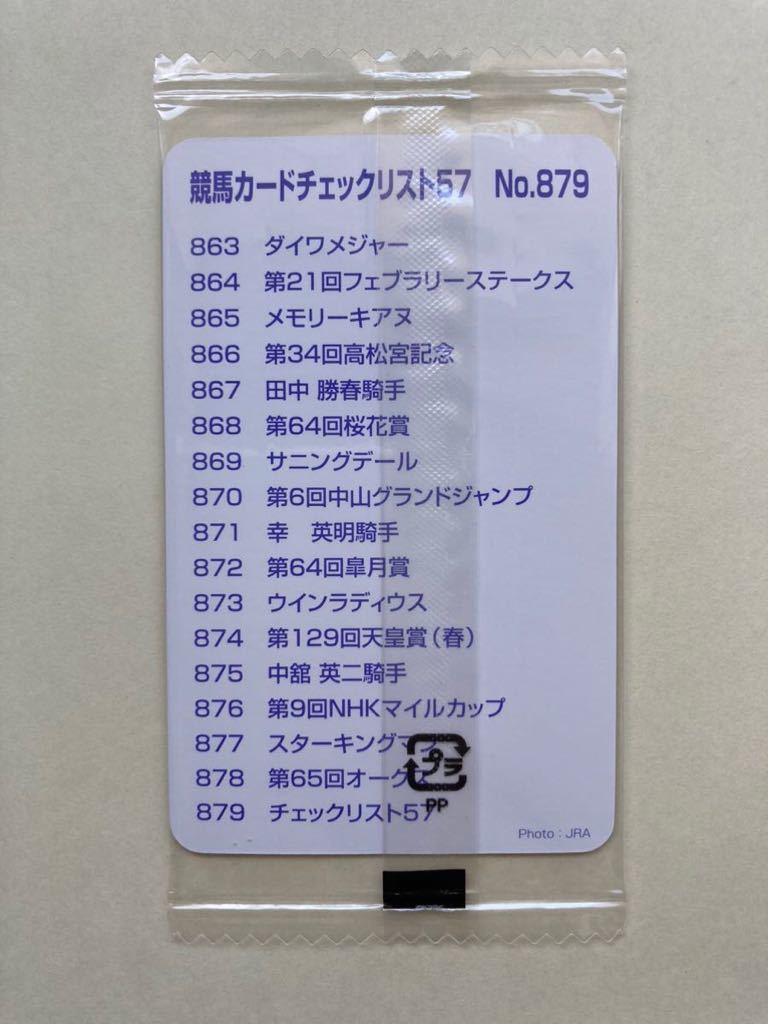 競馬カードチェックリスト57 No.879
863 ダイワメジャー
864 第21回フェブラリーステークス
865 メモリーキアヌ
866 第34回高松宮記念
867 田中 勝春騎手
868 第64回桜花賞
869 サニングデール
870 第6回中山グランドジャンプ
871 幸 英明騎手
872 第64回皐月賞
873 ウインラディウス
874 第129回天皇賞(春)
875 中舘 英二騎手
876 第9回NHKマイルカップ
877 スターキングマン
878 第65回オークス
879 チェックリスト57
プラ
PP
Photo:JRA